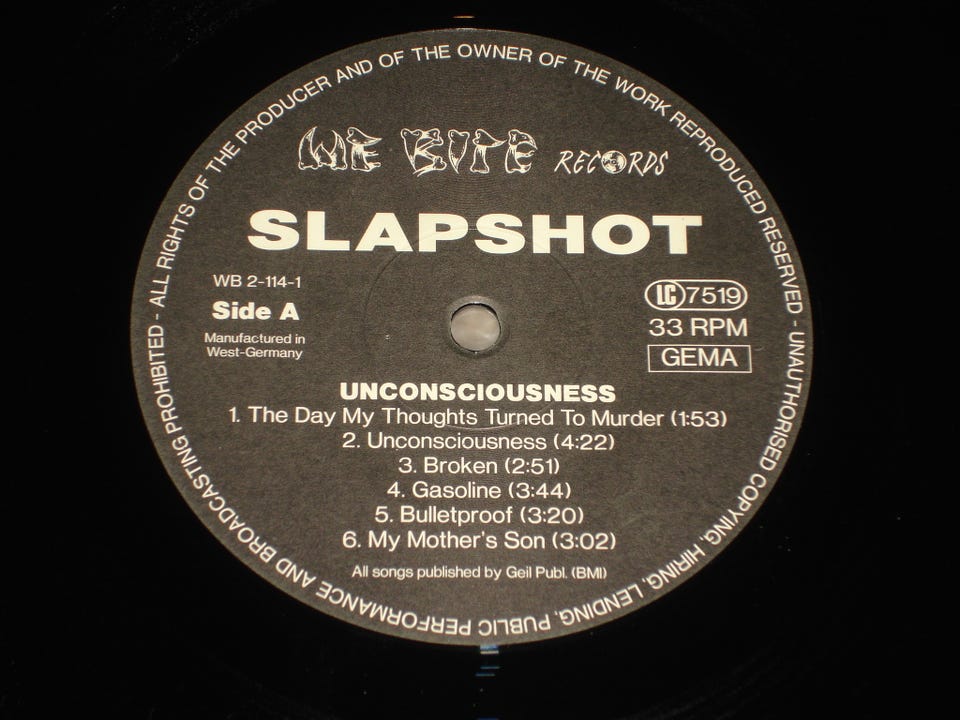 ALL RIGHTS OF THE PRODUCER AND OF THE OWNER OF THE WORK REPRODUCED RESERVED - UNAUTHORISED COPYING, HIRING, LENDING, PUBLIC PERFORMANCE AND BROADCASTING PROHIBITED -
WE BITE RECORDS
SLAPSHOT
WB 2-114-1
Side A
Manufactured in
West-Germany
LC 7519
33 RPM
GEMA
UNCONSCIOUSNESS
1. The Day My Thoughts Turned To Murder (1:53)
2. Unconsciousness (4:22)
3. Broken (2:51)
4. Gasoline (3:44)
5. Bulletproof (3:20)
6. My Mother's Son (3:02)
All songs published by Geil Publ. (BMI)